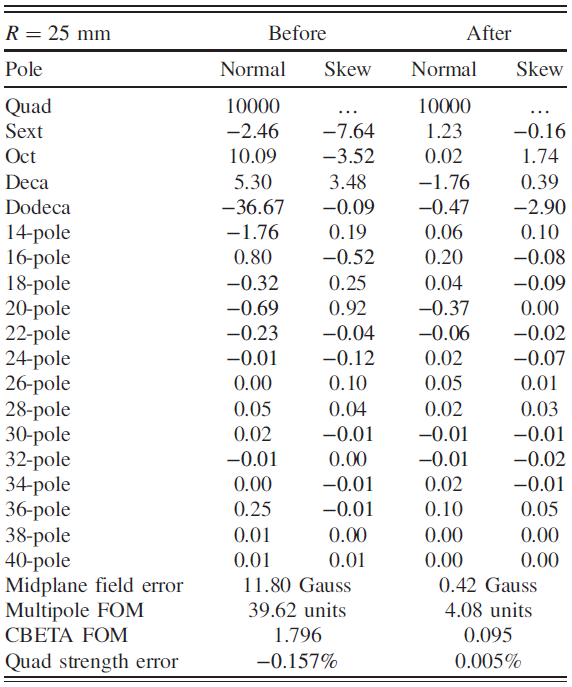 R = 25 mm Before After
Pole Normal Skew Normal Skew
Quad 10000 … 10000 …
Sext −2.46 −7.64 1.23 −0.16
Oct 10.09 −3.52 0.02 1.74
Deca 5.30 3.48 −1.76 0.39
Dodeca −36.67 −0.09 −0.47 −2.90
14-pole −1.76 0.19 0.06 0.10
16-pole 0.80 −0.52 0.20 −0.08
18-pole −0.32 0.25 0.04 −0.09
20-pole −0.69 0.92 −0.37 0.00
22-pole −0.23 −0.04 −0.06 −0.02
24-pole −0.01 −0.12 0.02 −0.07
26-pole 0.00 0.10 0.05 0.01
28-pole 0.05 0.04 0.02 0.03
30-pole 0.02 −0.01 −0.01 −0.01
32-pole −0.01 0.00 −0.01 −0.02
34-pole 0.00 −0.01 0.02 −0.01
36-pole 0.25 −0.01 0.10 0.05
38-pole 0.01 0.00 0.00 0.00
40-pole 0.01 0.01 0.00 0.00
Midplane field error 11.80 Gauss 0.42 Gauss
Multipole FOM 39.62 units 4.08 units
CBETA FOM 1.796 0.095
Quad strength error −0.157% 0.005%